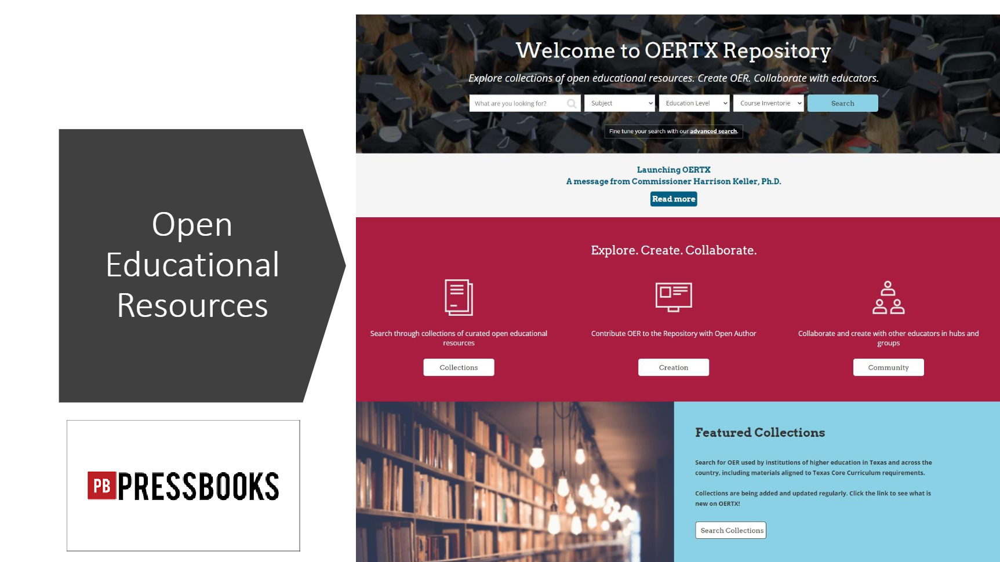 Open
Educational
Resources
PB PRESSBOOKS
Welcome to OERTX Repository
Explore collections of open educational resources. Create OER. Collaborate with educators.
What are you looking for? Subject Education Level Course Inventorie Search
Fine tune your search with our advanced search.
Launching OERTX
A message from Commissioner Harrison Keller, Ph.D.
Read more
Explore. Create. Collaborate.
Search through collections of curated open educational
resources
Collections
Contribute OER to the Repository with Open Author
Creation
Collaborate and create with other educators in hubs and
groups
Community
Featured Collections
Search for OER used by institutions of higher education in Texas and across the
country, including materials aligned to Texas Core Curriculum requirements.
Collections are being added and updated regularly. Click the link to see what is
new on OERTX!
Search Collections